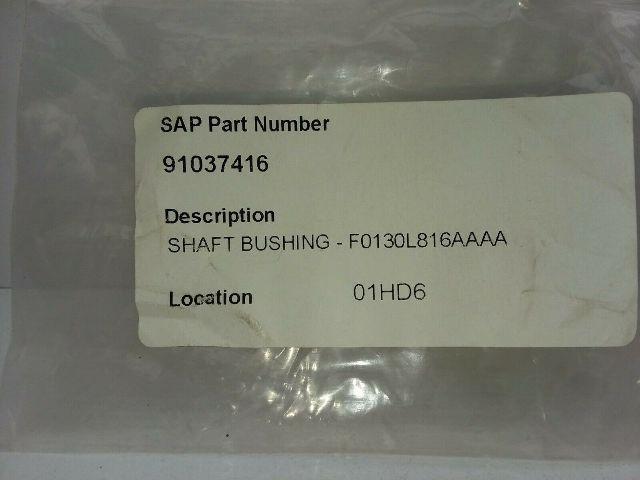 SAP Part Number
91037416
Description
SHAFT BUSHING - F0130L816AAAA
Location 01HD6